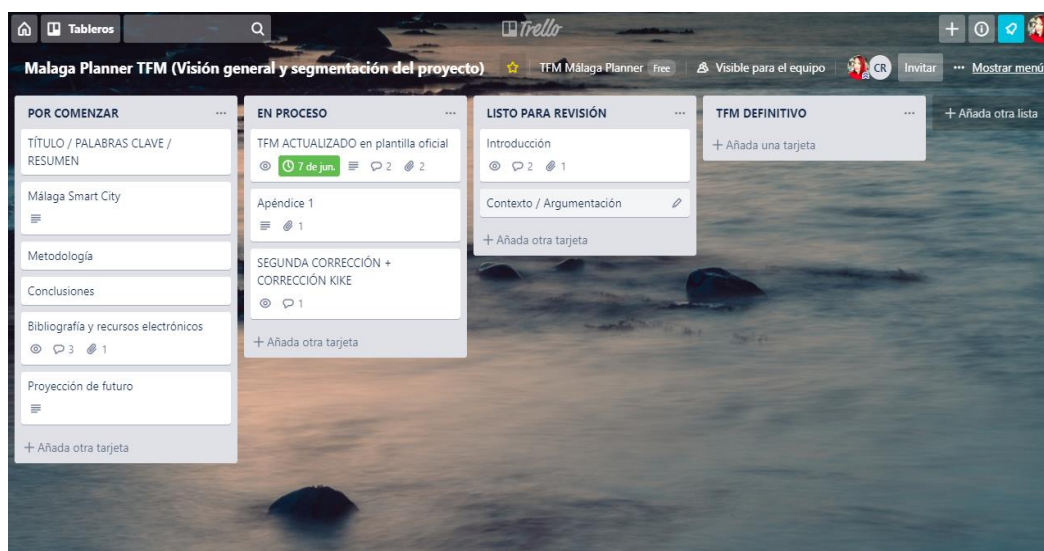 Tableros
Trello
Malaga Planner TFM (Visión general y segmentación del proyecto)
TFM Málaga Planner Free
Visible para el equipo
CR
Invitar
... Mostrar menú
POR COMENZAR ...
TÍTULO / PALABRAS CLAVE /
RESUMEN
Málaga Smart City
Metodología
Conclusiones
Bibliografía y recursos electrónicos
3 1
Proyección de futuro
+ Añada otra tarjeta
EN PROCESO ...
TFM ACTUALIZADO en plantilla oficial
7 de jun. 2 2
Apéndice 1
1
SEGUNDA CORRECCIÓN +
CORRECCIÓN KIKE
1
+ Añada otra tarjeta
LISTO PARA REVISIÓN ...
Introducción
2 1
Contexto / Argumentación
+ Añada otra tarjeta
TFM DEFINITIVO ...
+ Añada una tarjeta
+ Añada otra lista